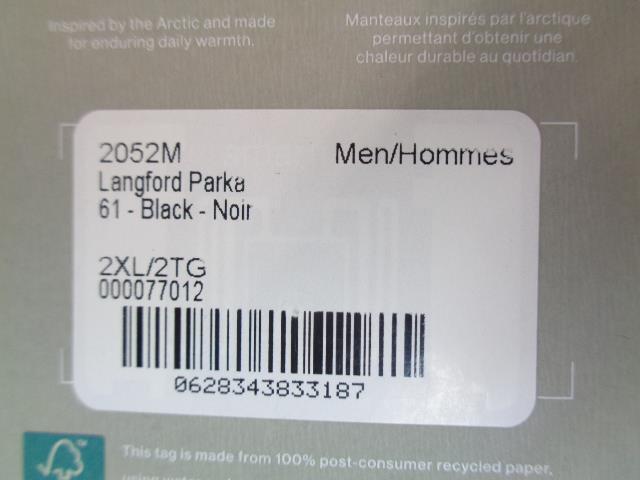 Inspired by the Arctic and made
for enduring daily warmth.
Manteaux inspirés par l'arctique
permettant d'obtenir une
chaleur durable au quotidien.
2052M
Men/Hommes
Langford Parka
61 - Black - Noir
2XL/2TG
000077012
0628343833187
This tag is made from 100% post-consumer recycled paper,